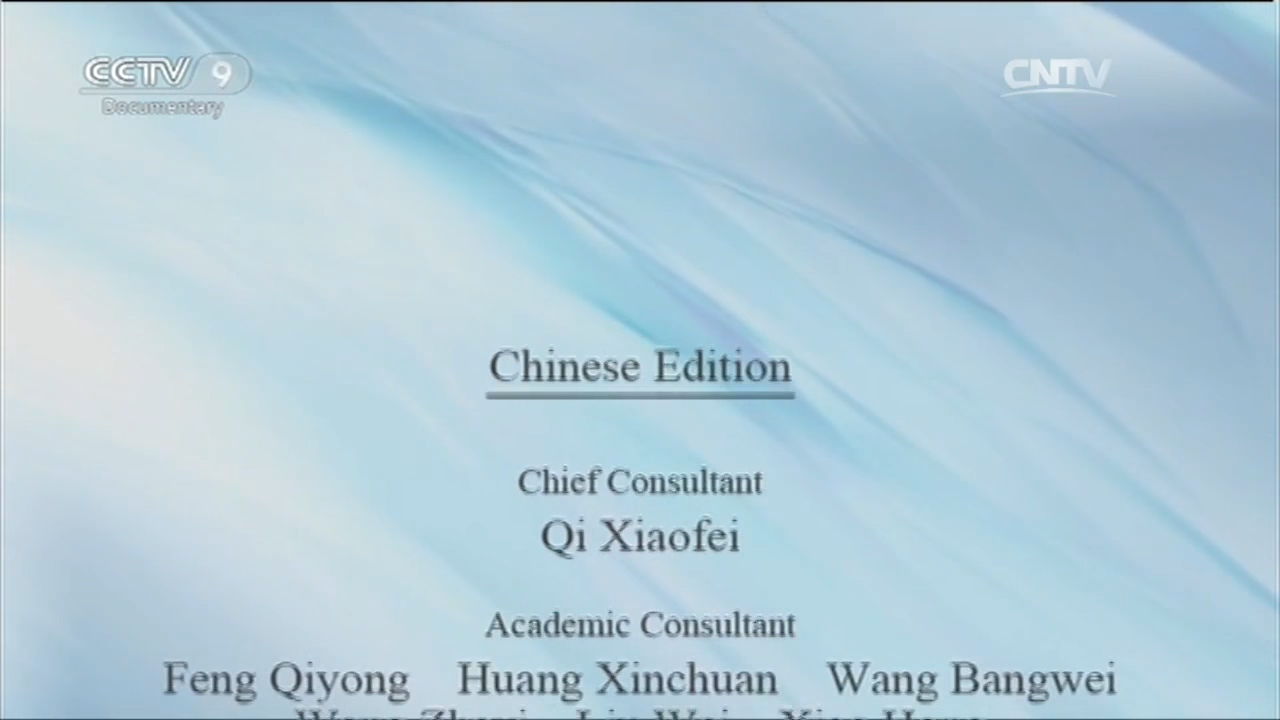 CCTV 9
Documentary
CNTV
Chinese Edition
Chief Consultant
Qi Xiaofei
Academic Consultant
Feng Qiyong Huang Xinchuan Wang Bangwei